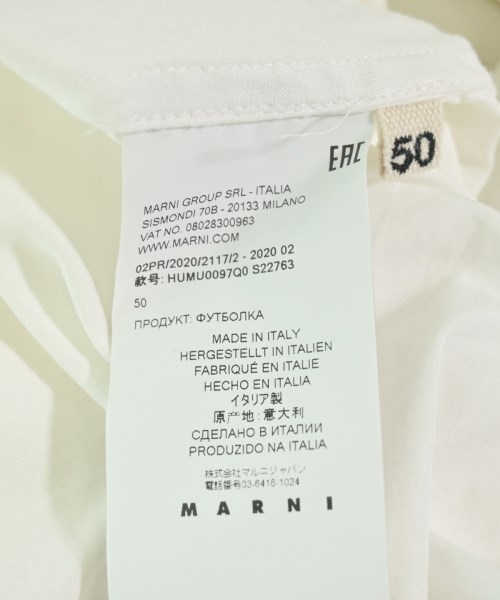 EAC
50
MARNI GROUP SRL - ITALIA
SISMONDI 70B - 20133 MILANO
VAT NO. 08028300963
WWW.MARNI.COM
02PR/2020/2117/2 - 2020 02
款号: HUMU0097Q0 S22763
50
ПРОДУКТ: ФУТБОЛКА
MADE IN ITALY
HERGESTELLT IN ITALIEN
FABRIQUÉ EN ITALIE
HECHO EN ITALIA
イタリア製
原产地: 意大利
СДЕЛАНО В ИТАЛИИ
PRODUZIDO NA ITALIA
株式会社マルニジャパン
電話番号03-6416-1024
MARNI